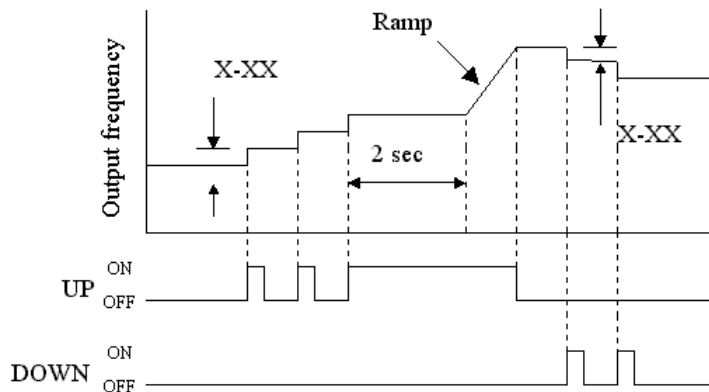 Ramp
X-XX
Output frequency
X-XX
2 sec
ON
UP
OFF
ON
DOWN
OFF